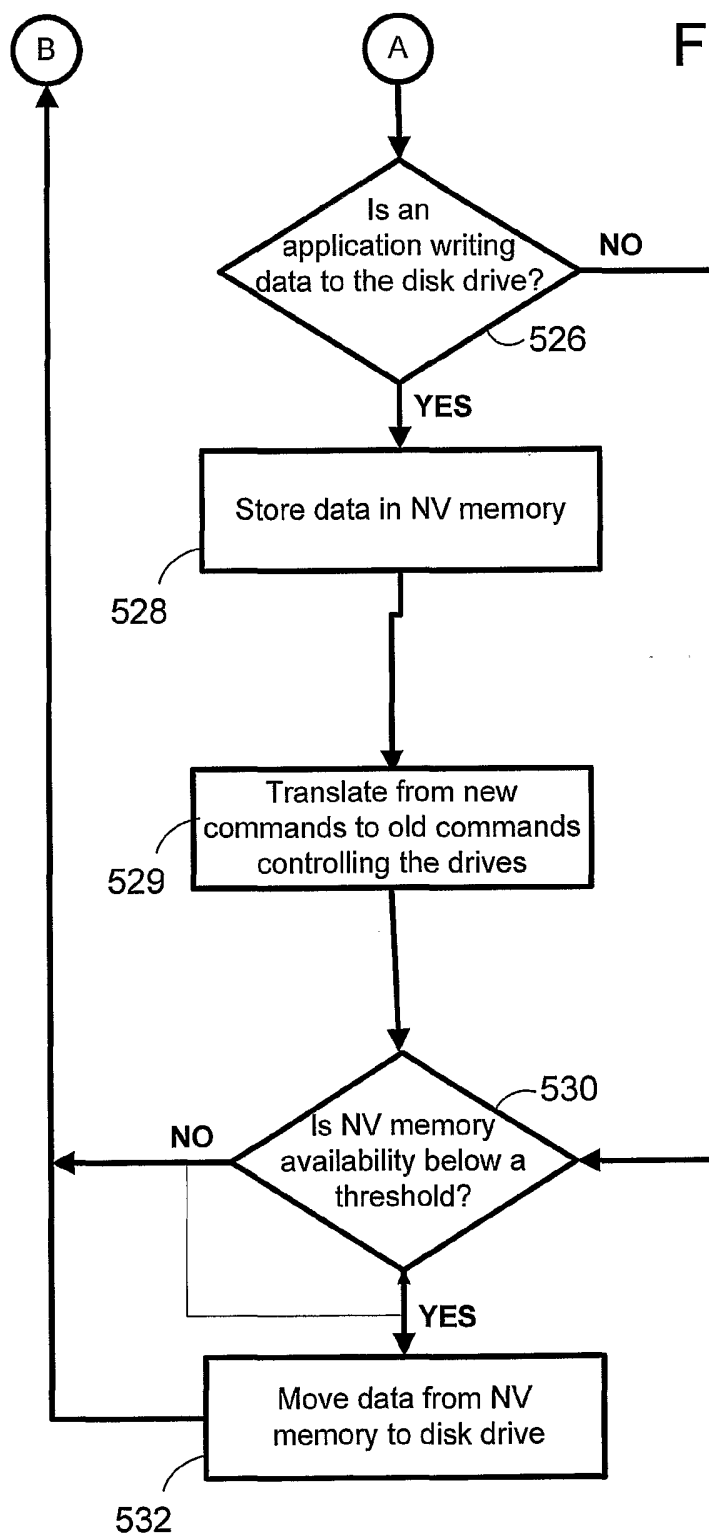 B
A
F
Is an
application writing
data to the disk drive?
NO
526
YES
Store data in NV memory
528
Translate from new
commands to old commands
controlling the drives
529
530
NO
Is NV memory
availability below a
threshold?
YES
Move data from NV
memory to disk drive
532